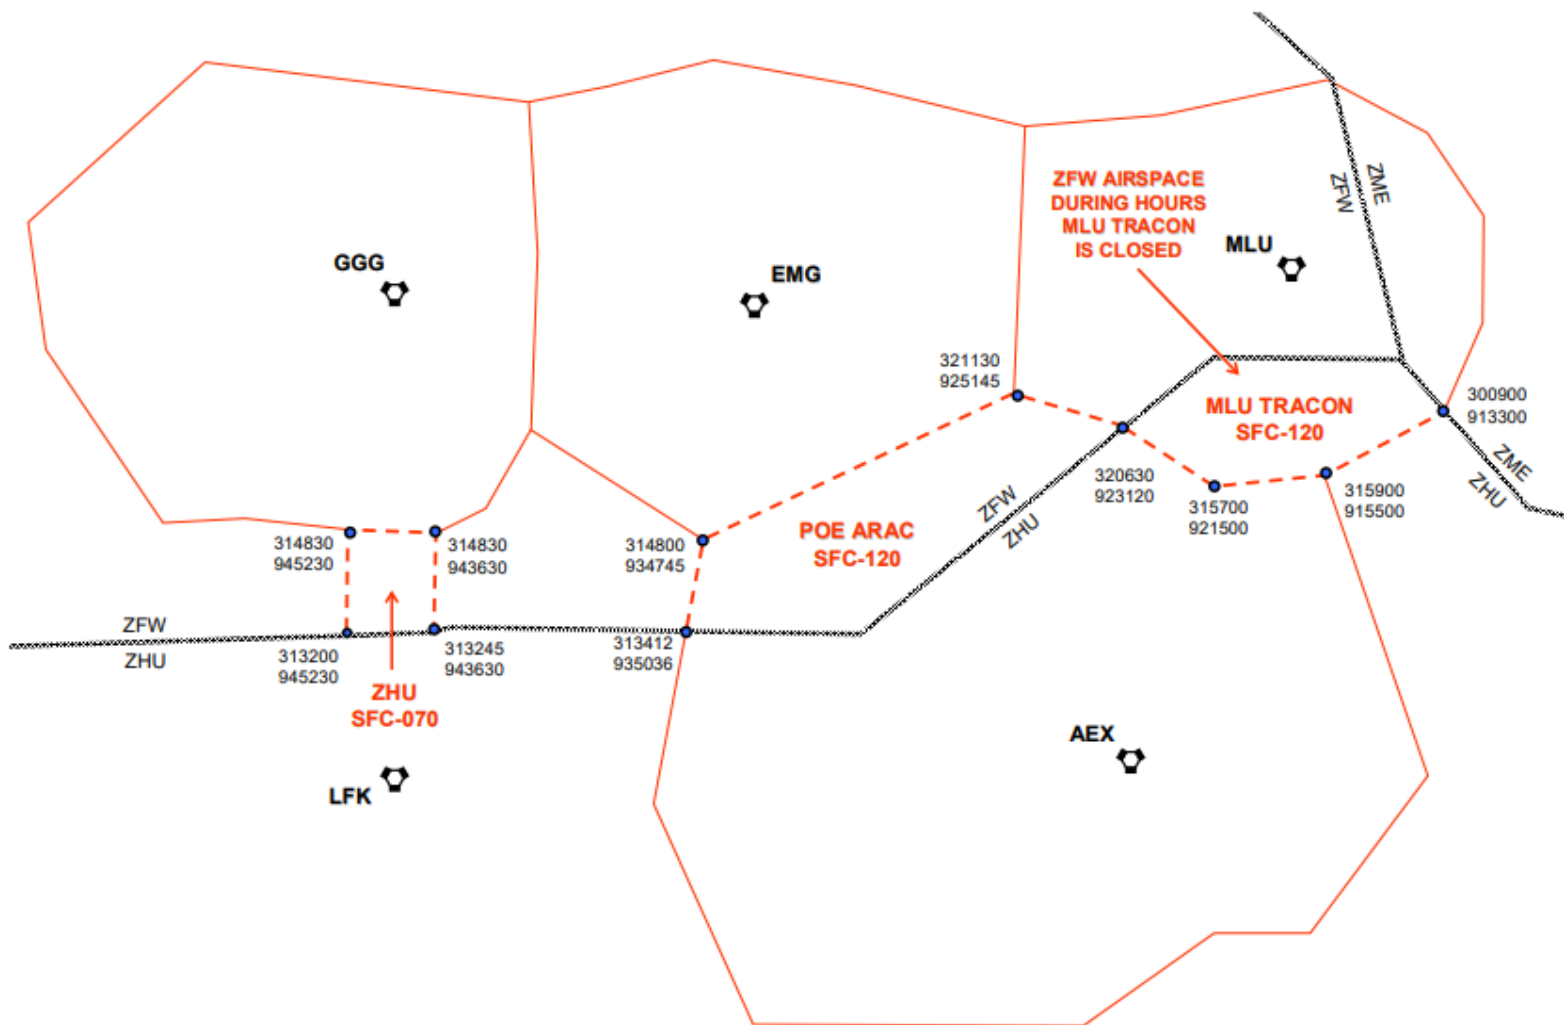 ZFW AIRSPACE
DURING HOURS
MLU TRACON
IS CLOSED
ZME
ZFW
MLU
GGG
EMG
321130
925145
MLU TRACON
SFC-120
300900
913300
ZME
ZHU
320630
923120
315700
921500
315900
915500
ZFW
ZHU
POE ARAC
SFC-120
314830
945230
314830
943630
314800
934745
ZFW
ZHU
313200
945230
313245
943630
313412
935036
ZHU
SFC-070
AEX
LFK